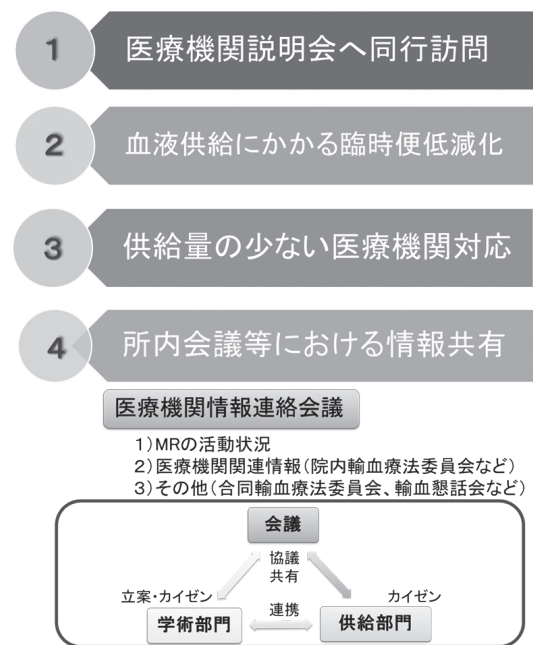 1 医療機関説明会へ同行訪問
2 血液供給にかかる臨時便低減化
3 供給量の少ない医療機関対応
4 所内会議等における情報共有
医療機関情報連絡会議
1)MRの活動状況
2)医療機関関連情報(院内輸血療法委員会など)
3)その他(合同輸血療法委員会、輸血懇話会など)
会議
協議
共有
立案・カイゼン
カイゼン
連携
学術部門
供給部門